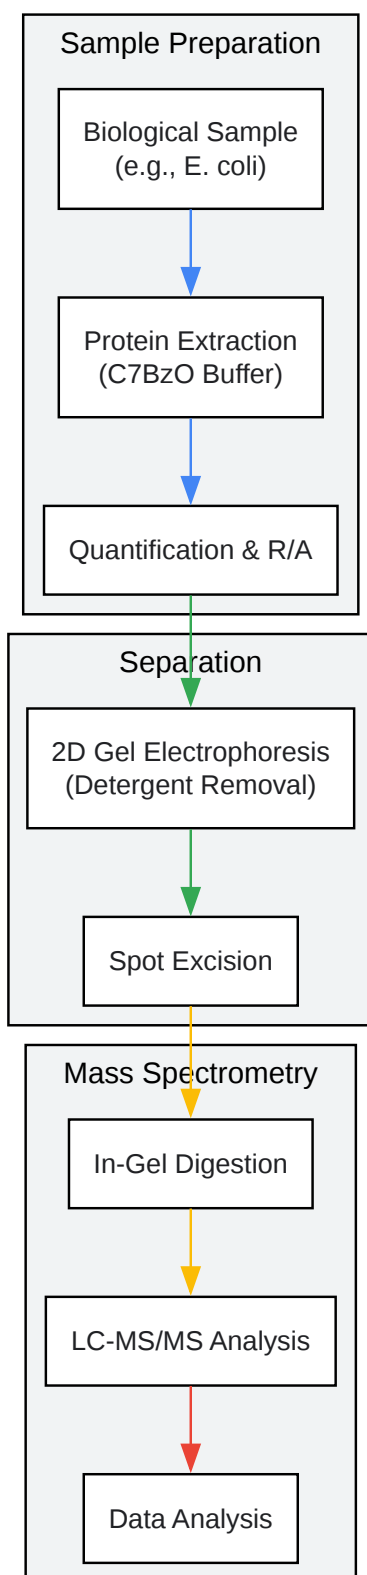 Sample Preparation
Biological Sample
(e.g., E. coli)
Protein Extraction
(C7BzO Buffer)
Quantification & R/A
Separation
2D Gel Electrophoresis
(Detergent Removal)
Spot Excision
Mass Spectrometry
In-Gel Digestion
LC-MS/MS Analysis
Data Analysis